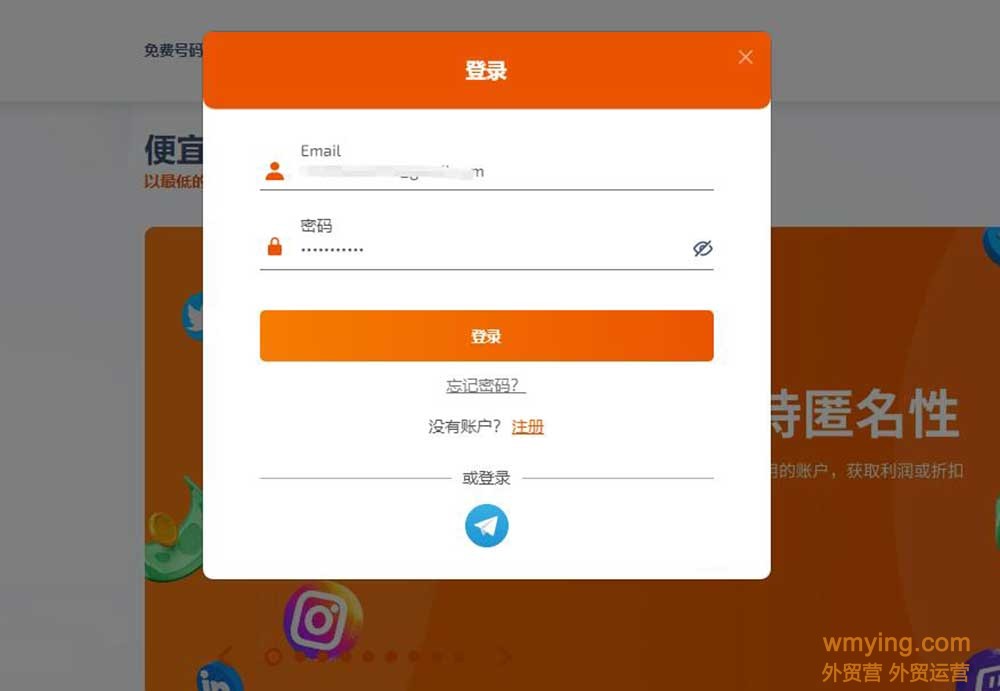 免费号码
登录
便宜
以最低的
Email
m
密码
登录
忘记密码?
没有账户? 注册
持匿名性
用的账户，获取利润或折扣
或登录
in
wmying.com
外贸营 外贸运营